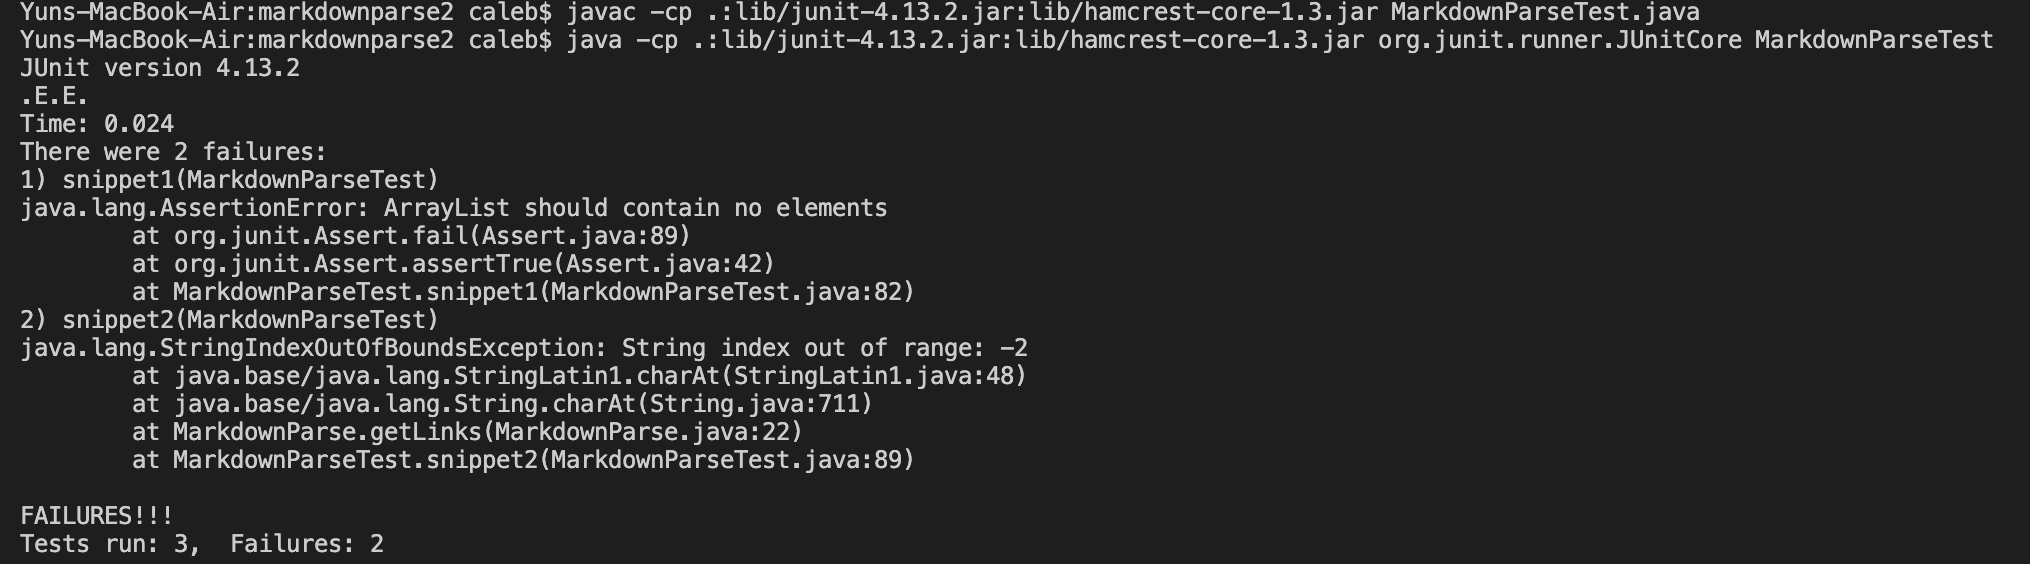 Yuns-MacBook-Air:markdownparse2 caleb$ javac -cp .:lib/junit-4.13.2.jar:lib/hamcrest-core-1.3.jar MarkdownParseTest.java
Yuns-MacBook-Air:markdownparse2 caleb$ java -cp .:lib/junit-4.13.2.jar:lib/hamcrest-core-1.3.jar org.junit.runner.JUnitCore MarkdownParseTest
JUnit version 4.13.2
.E.E.
Time: 0.024
There were 2 failures:
1) snippet1(MarkdownParseTest)
java.lang.AssertionError: ArrayList should contain no elements
        at org.junit.Assert.fail(Assert.java:89)
        at org.junit.Assert.assertTrue(Assert.java:42)
        at MarkdownParseTest.snippet1(MarkdownParseTest.java:82)
2) snippet2(MarkdownParseTest)
java.lang.StringIndexOutOfBoundsException: String index out of range: -2
        at java.base/java.lang.StringLatin1.charAt(StringLatin1.java:48)
        at java.base/java.lang.String.charAt(String.java:711)
        at MarkdownParse.getLinks(MarkdownParse.java:22)
        at MarkdownParseTest.snippet2(MarkdownParseTest.java:89)

FAILURES!!!
Tests run: 3,  Failures: 2